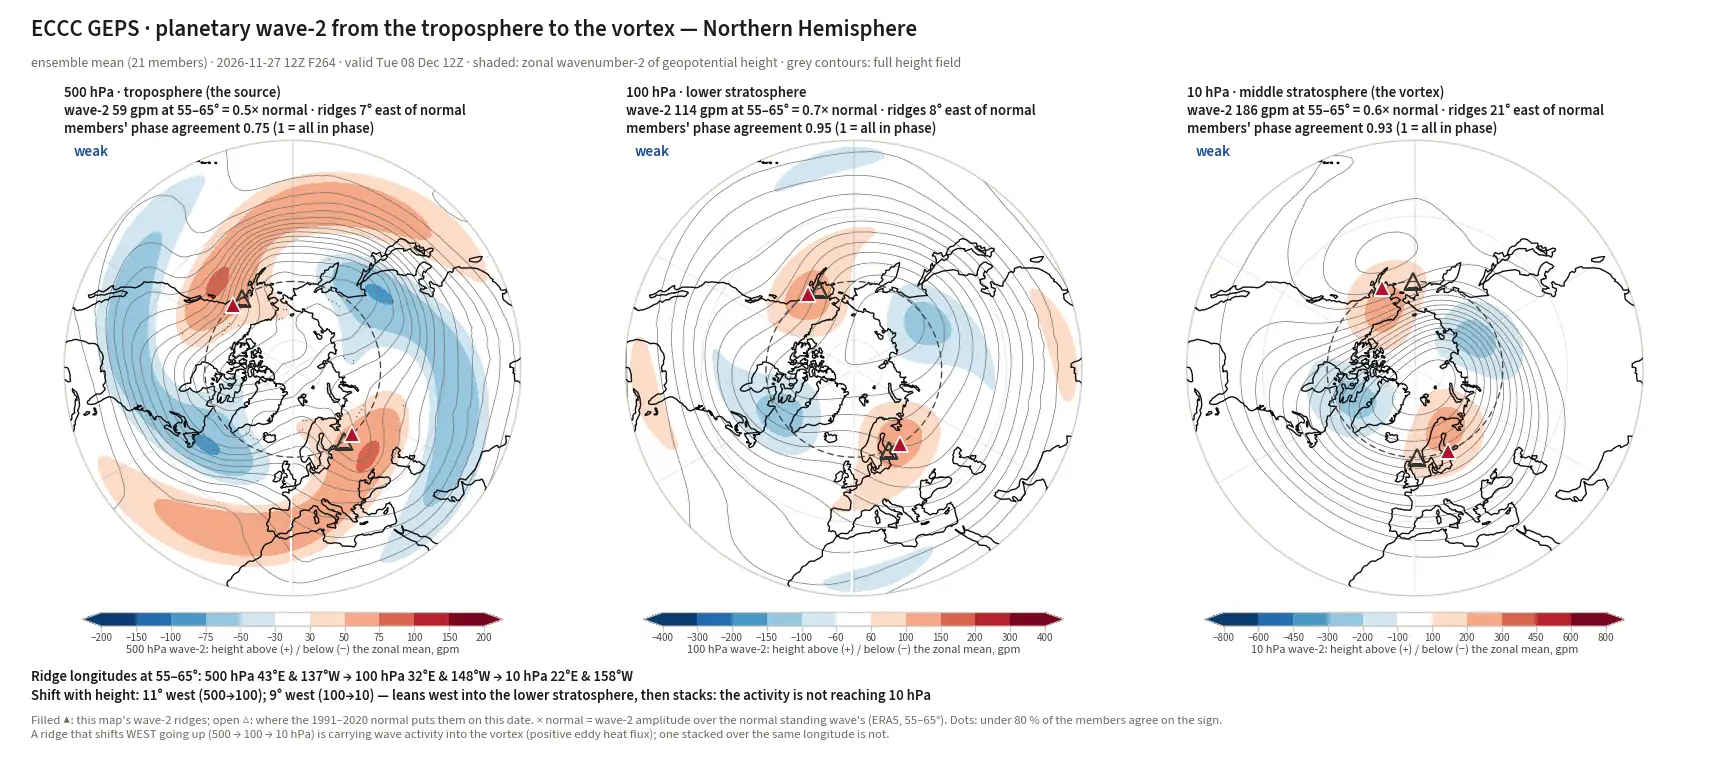 ECCC GEPS · planetary wave-2 from the troposphere to the vortex — Northern Hemisphere
ensemble mean (21 members) · 2026-11-27 12Z F264 · valid Tue 08 Dec 12Z · shaded: zonal wavenumber-2 of geopotential height · grey contours: full height field
500 hPa · troposphere (the source)
wave-2 59 gpm at 55–65° = 0.5× normal · ridges 7° east of normal
members' phase agreement 0.75 (1 = all in phase)
weak
100 hPa · lower stratosphere
wave-2 114 gpm at 55–65° = 0.7× normal · ridges 8° east of normal
members' phase agreement 0.95 (1 = all in phase)
weak
10 hPa · middle stratosphere (the vortex)
wave-2 186 gpm at 55–65° = 0.6× normal · ridges 21° east of normal
members' phase agreement 0.93 (1 = all in phase)
weak
−200 −150 −100 −75 −50 −30 30 50 75 100 150 200
500 hPa wave-2: height above (+) / below (−) the zonal mean, gpm
−400 −300 −200 −150 −100 −60 60 100 150 200 300 400
100 hPa wave-2: height above (+) / below (−) the zonal mean, gpm
−800 −600 −450 −300 −200 −100 100 200 300 450 600 800
10 hPa wave-2: height above (+) / below (−) the zonal mean, gpm
Ridge longitudes at 55–65°: 500 hPa 43°E & 137°W → 100 hPa 32°E & 148°W → 10 hPa 22°E & 158°W
Shift with height: 11° west (500→100); 9° west (100→10) — leans west into the lower stratosphere, then stacks: the activity is not reaching 10 hPa
Filled ▲: this map's wave-2 ridges; open △: where the 1991–2020 normal puts them on this date. × normal = wave-2 amplitude over the normal standing wave's (ERA5, 55–65°). Dots: under 80 % of the members agree on the sign.
A ridge that shifts WEST going up (500 → 100 → 10 hPa) is carrying wave activity into the vortex (positive eddy heat flux); one stacked over the same longitude is not.